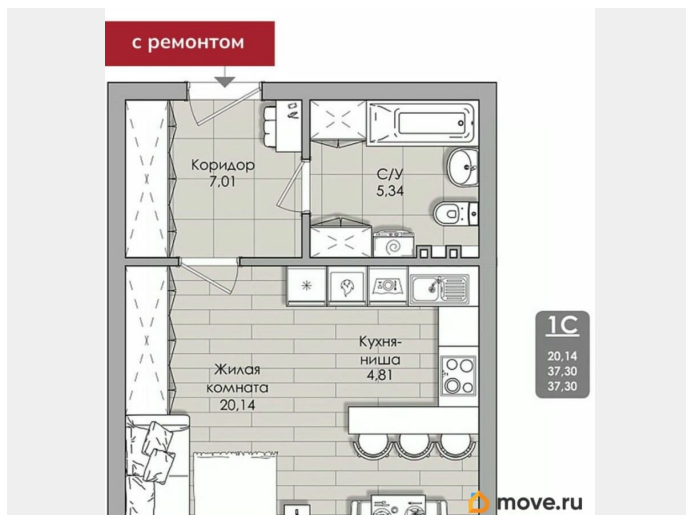 с ремонтом
Коридор
7,01
С/У
5,34
Кухня-
ниша
4,81
Жилая
комната
20,14
1С
20,14
37,30
37,30
move.ru